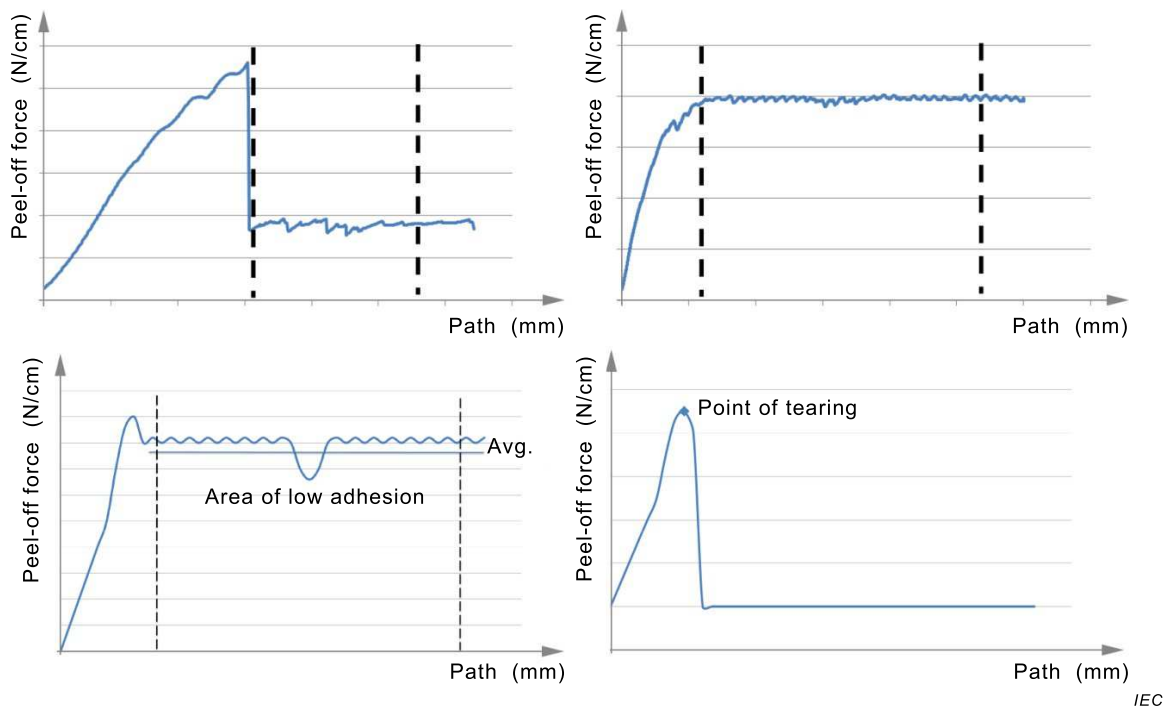 Peel-off force (N/cm)
Path (mm)
Peel-off force (N/cm)
Path (mm)
Peel-off force (N/cm)
Avg.
Area of low adhesion
Path (mm)
Peel-off force (N/cm)
Point of tearing
Path (mm)
IEC